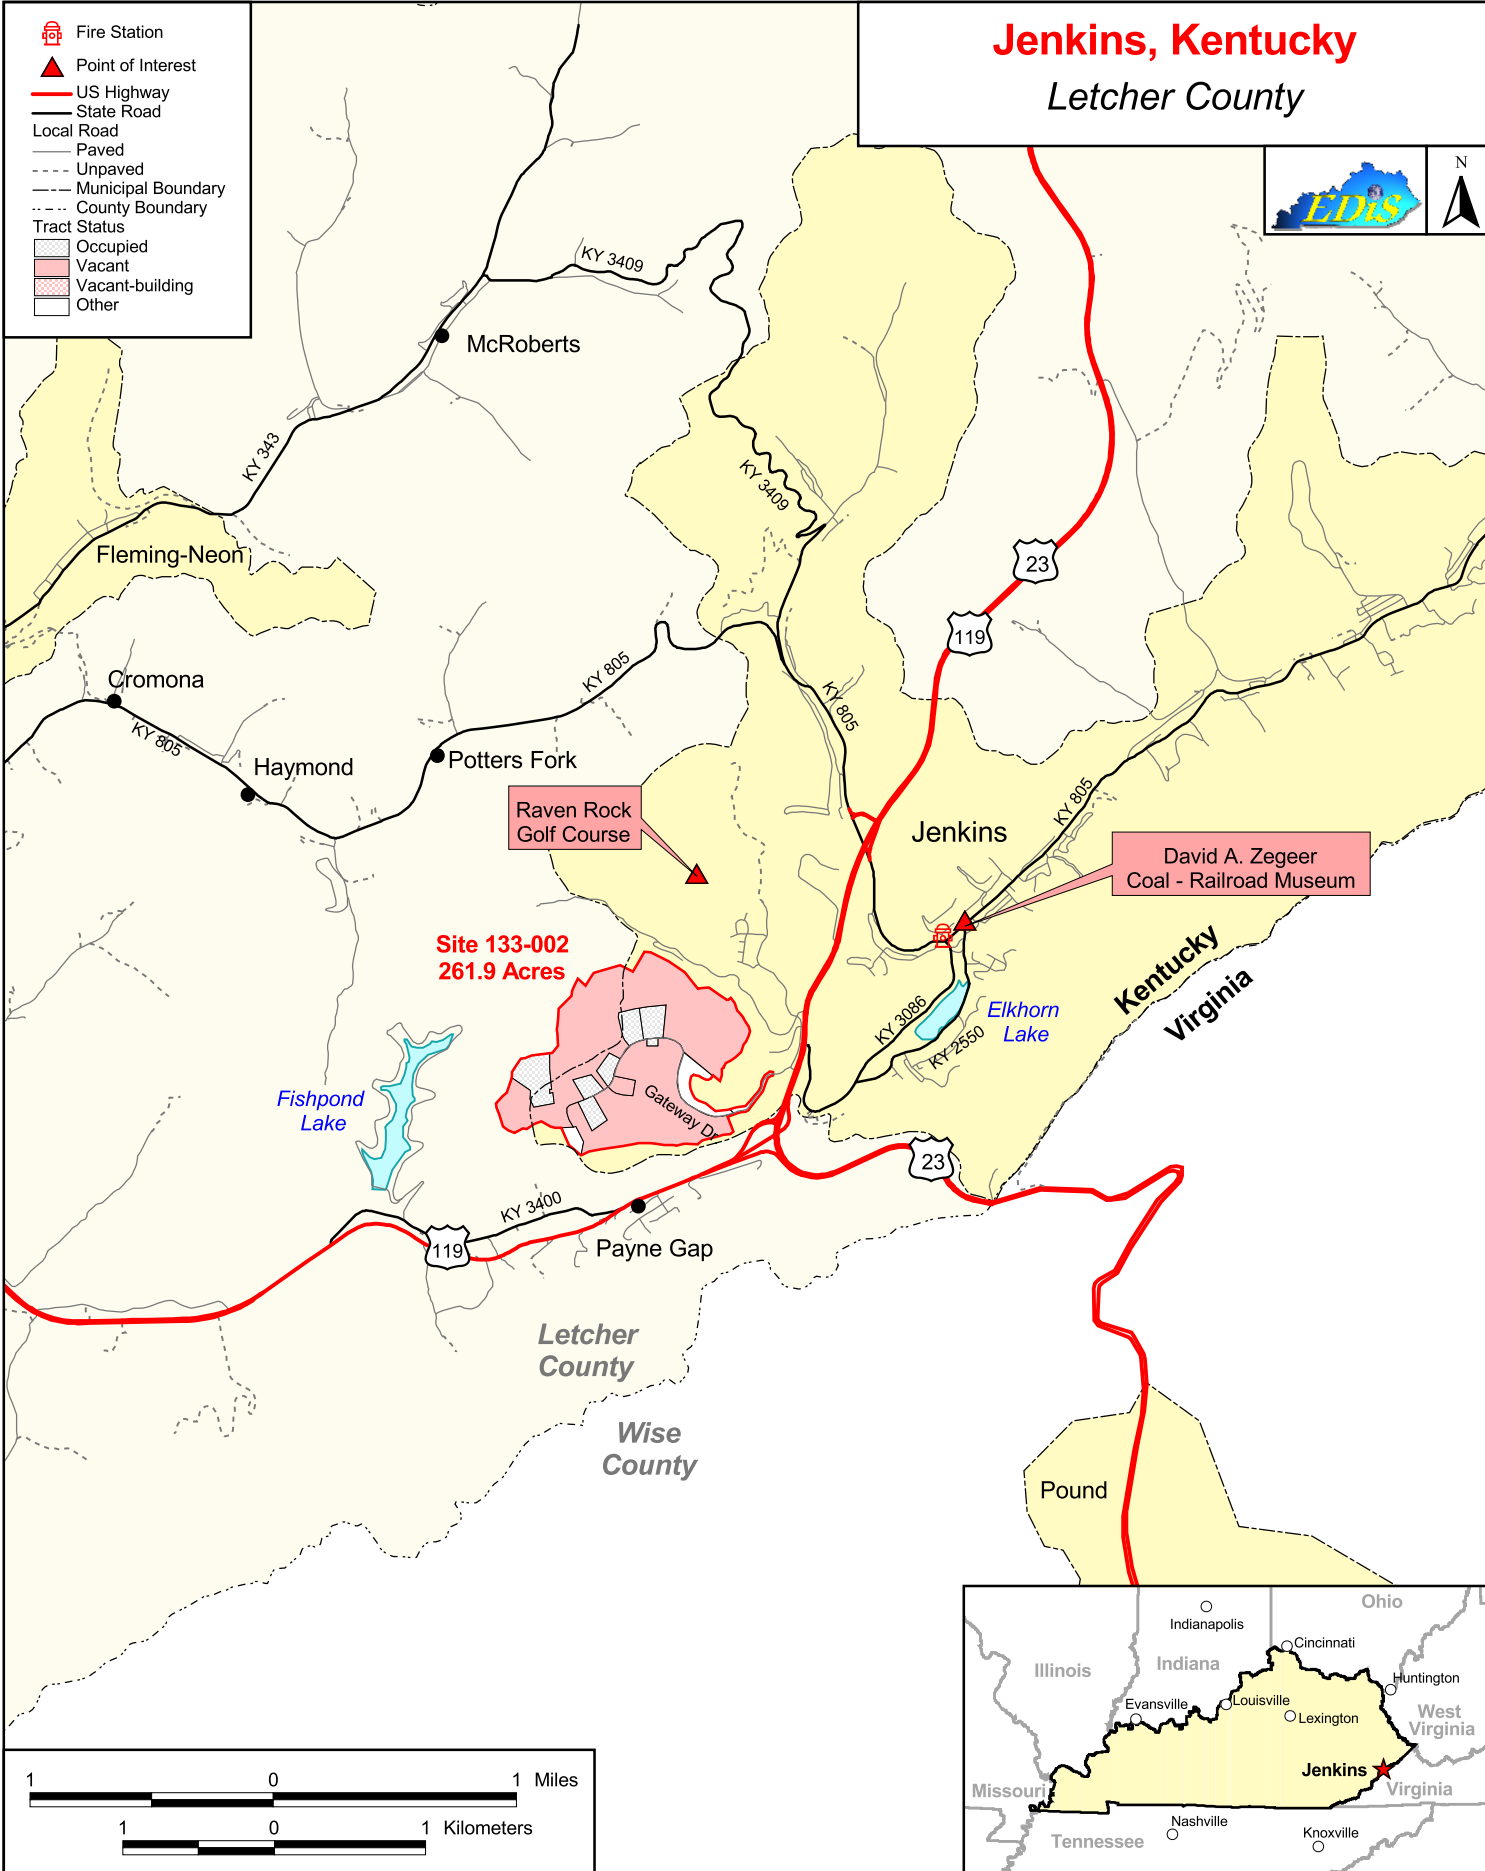 Fire Station
Point of Interest
US Highway
State Road
Local Road
Paved
Unpaved
Municipal Boundary
County Boundary
Tract Status
Occupied
Vacant
Vacant-building
Other
Jenkins, Kentucky
Letcher County
EDIS
N
KY 3409
McRoberts
KY 343
KY 3409
Fleming-Neon
23
119
Cromona
KY 805
KY 805
KY 805
Haymond
Potters Fork
Raven Rock
Golf Course
Jenkins
KY 805
David A. Zegeer
Coal - Railroad Museum
Site 133-002
261.9 Acres
Kentucky
Virginia
KY 3086
Elkhorn
Lake
KY 2550
Fishpond
Lake
Gateway Dr
23
KY 3400
119
Payne Gap
Letcher
County
Wise
County
Pound
Ohio
Indianapolis
Cincinnati
Illinois
Indiana
Huntington
Evansville
Louisville
Lexington
West
Virginia
Jenkins
Missouri
Virginia
Nashville
Tennessee
Knoxville
1 0 1 Miles
1 0 1 Kilometers